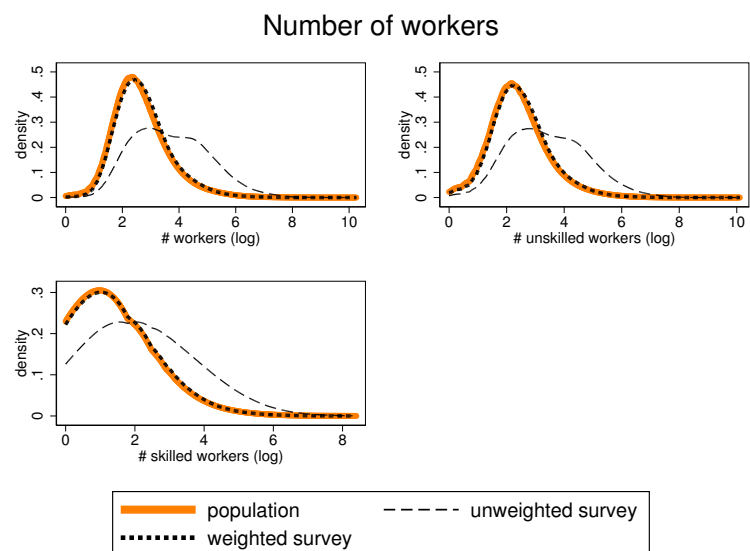 Number of workers
.5
.4
.3
.2
.1
0
density
0 2 4 6 8 10
# workers (log)
.5
.4
.3
.2
.1
0
density
0 2 4 6 8 10
# unskilled workers (log)
.3
.2
.1
0
density
0 2 4 6 8
# skilled workers (log)
population
unweighted survey
weighted survey